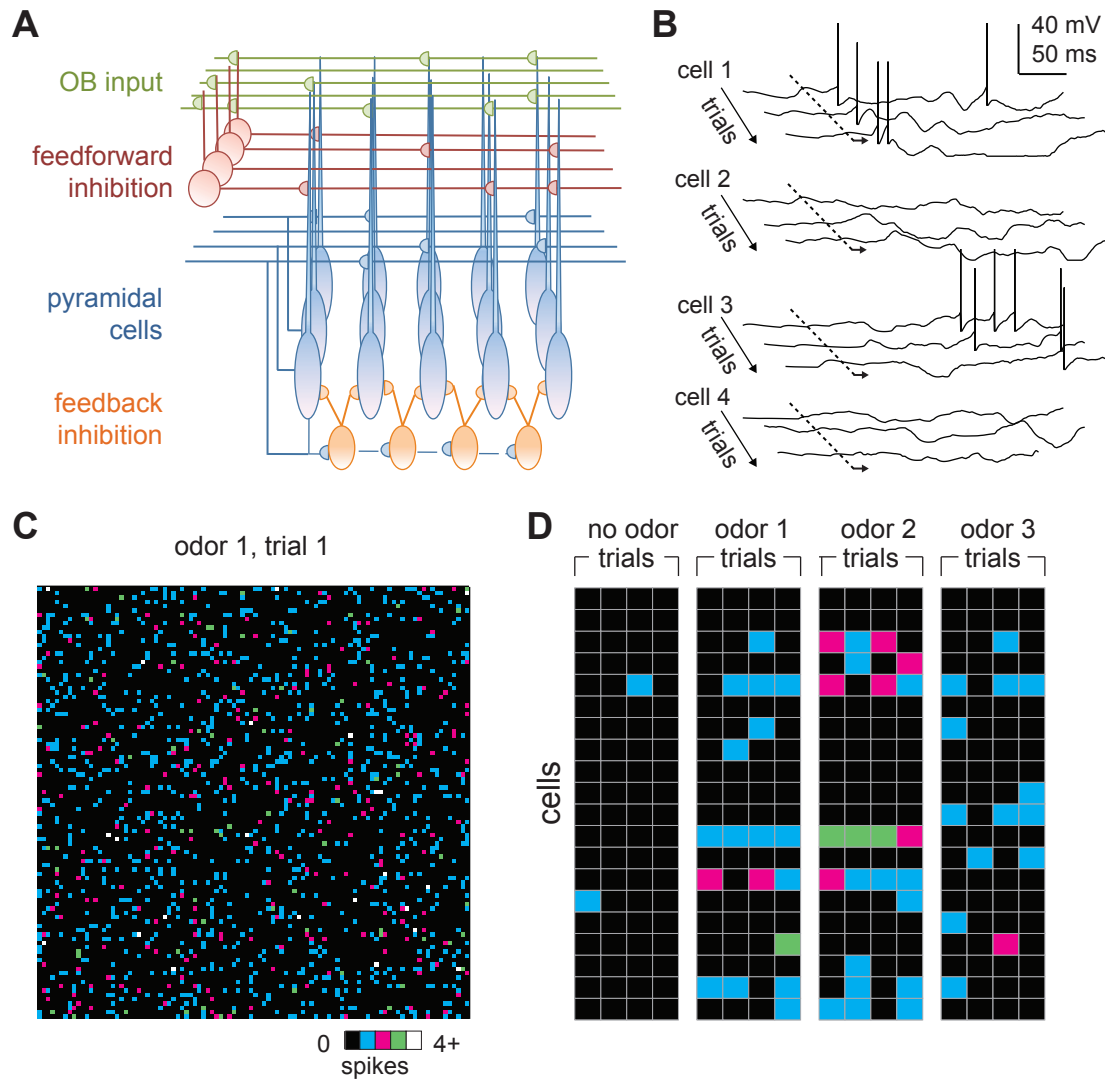 A
OB input
feedforward
inhibition
pyramidal
cells
feedback
inhibition
B
40 mV
50 ms
cell 1
trials
cell 2
trials
cell 3
trials
cell 4
trials
C
odor 1, trial 1
0 4+
spikes
D
no odor odor 1 odor 2 odor 3
trials trials trials trials
cells